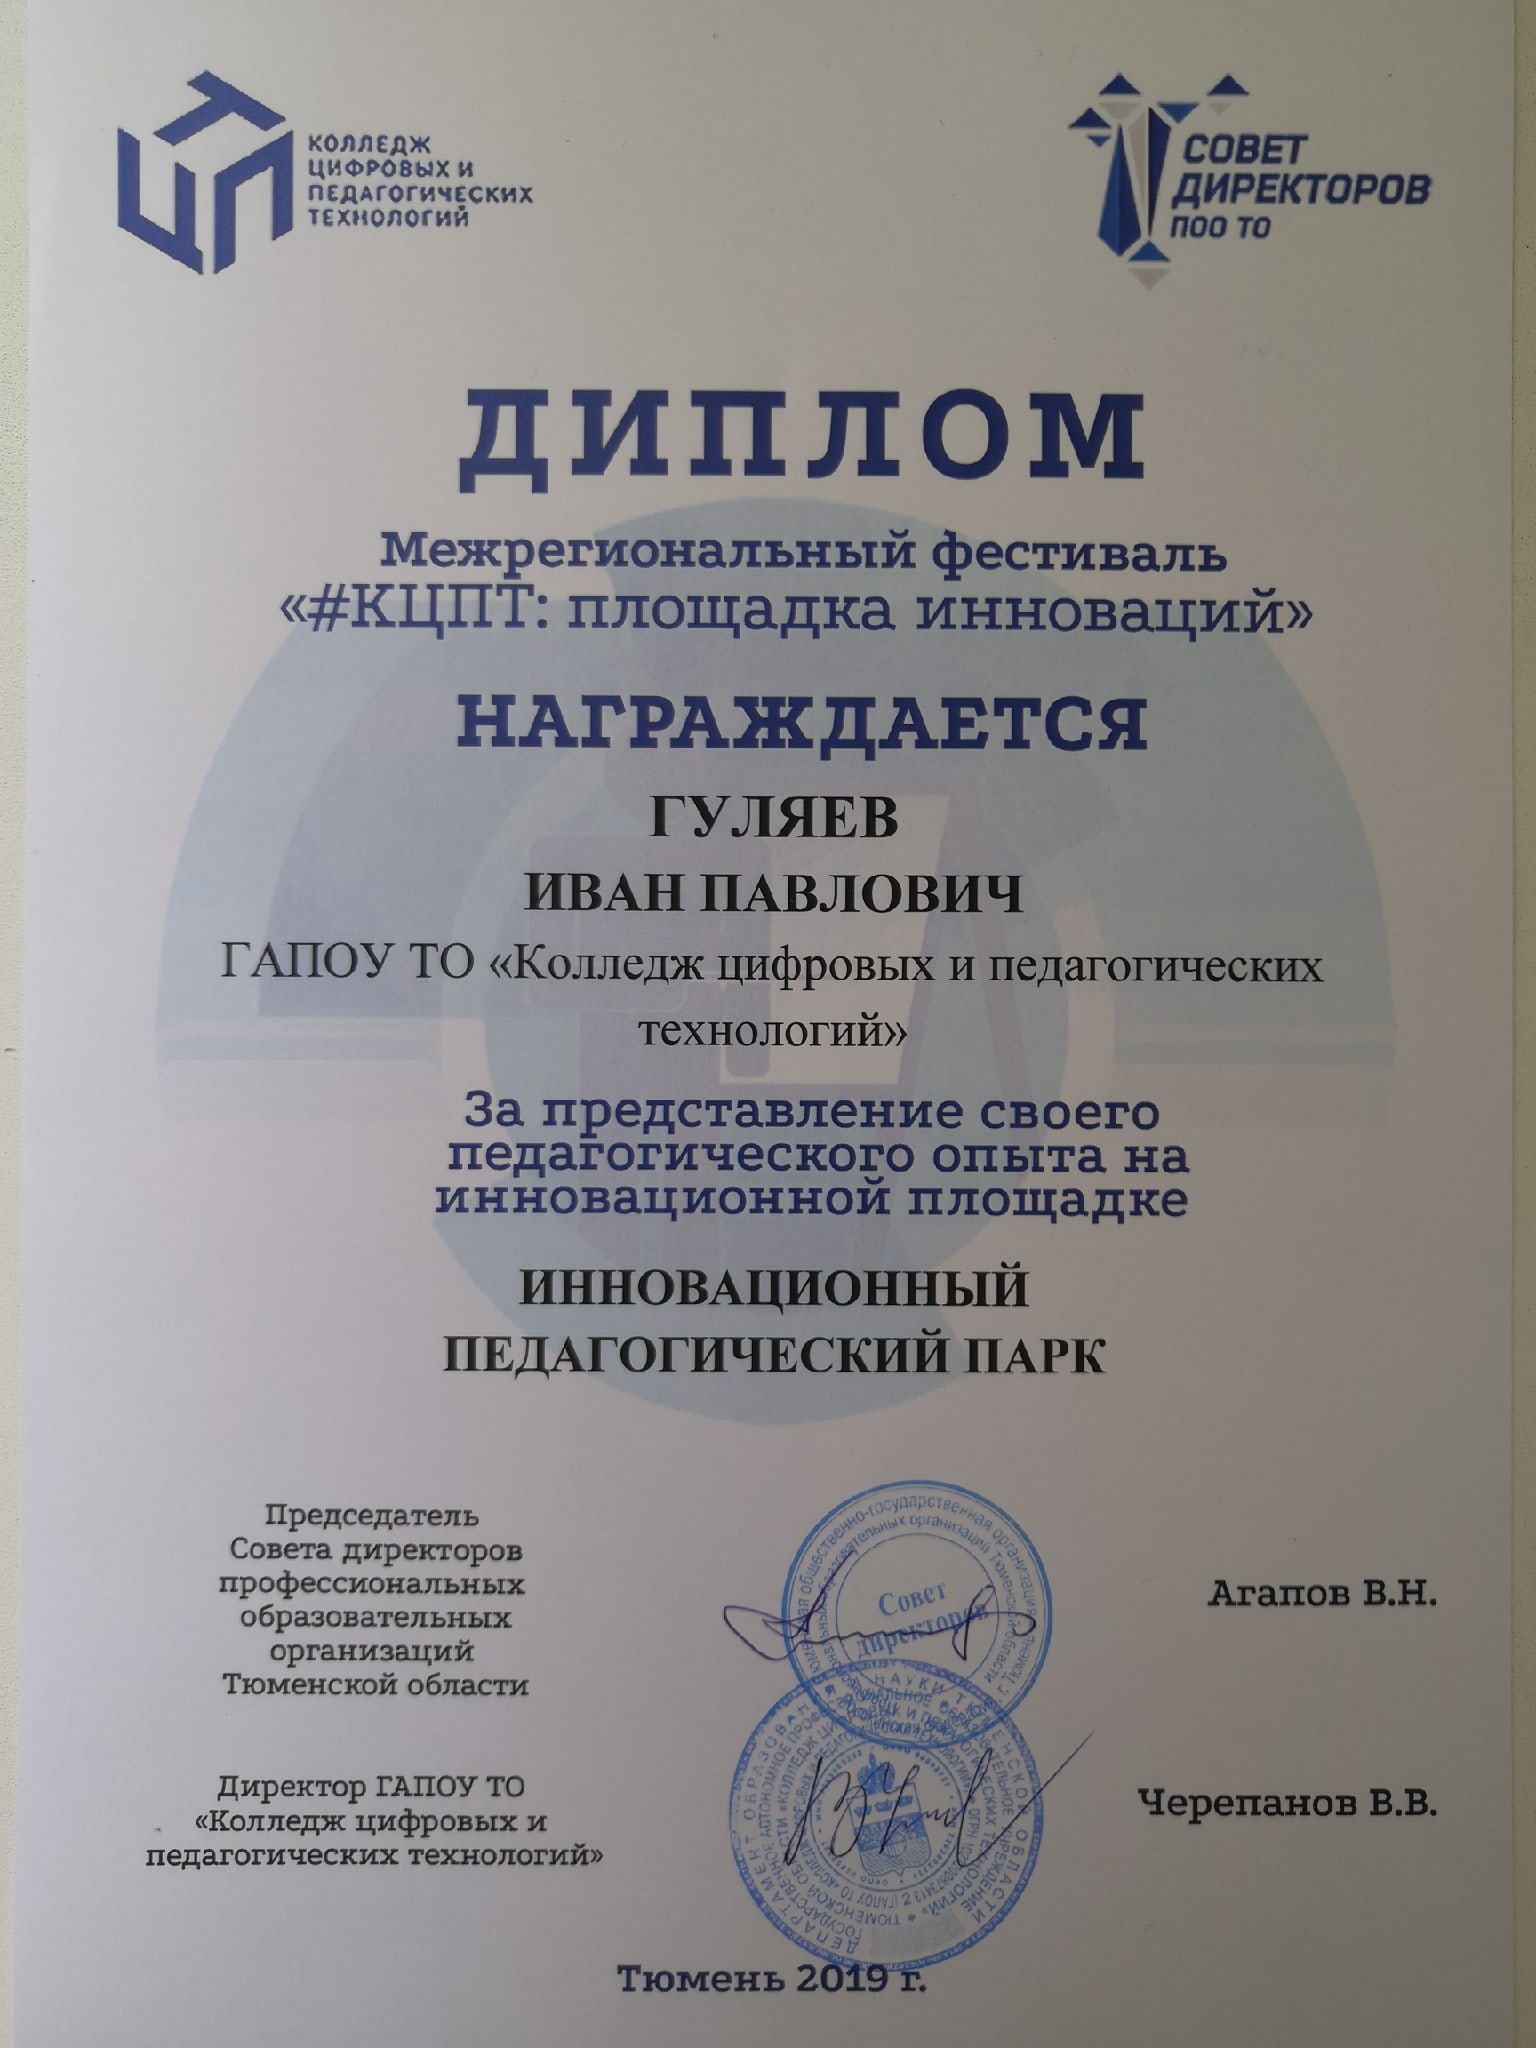 КОЛЛЕДЖ
ЦИФРОВЫХ И
ПЕДАГОГИЧЕСКИХ
ТЕХНОЛОГИЙ
СОВЕТ
ДИРЕКТОРОВ
ПОО ТО
ДИПЛОМ
Межрегиональный фестиваль
«#КЦПТ: площадка инноваций»
НАГРАЖДАЕТСЯ
ГУЛЯЕВ
ИВАН ПАВЛОВИЧ
ГАПОУ ТО «Колледж цифровых и педагогических
технологий»
За представление своего
педагогического опыта на
инновационной площадке
ИННОВАЦИОННЫЙ
ПЕДАГОГИЧЕСКИЙ ПАРК
Председатель
Совета директоров
профессиональных
образовательных
организаций
Тюменской области
Совет
директоров
Агапов В.Н.
Директор ГАПОУ ТО
«Колледж цифровых и
педагогических технологий»
Черепанов В.В.
Тюмень 2019 г.